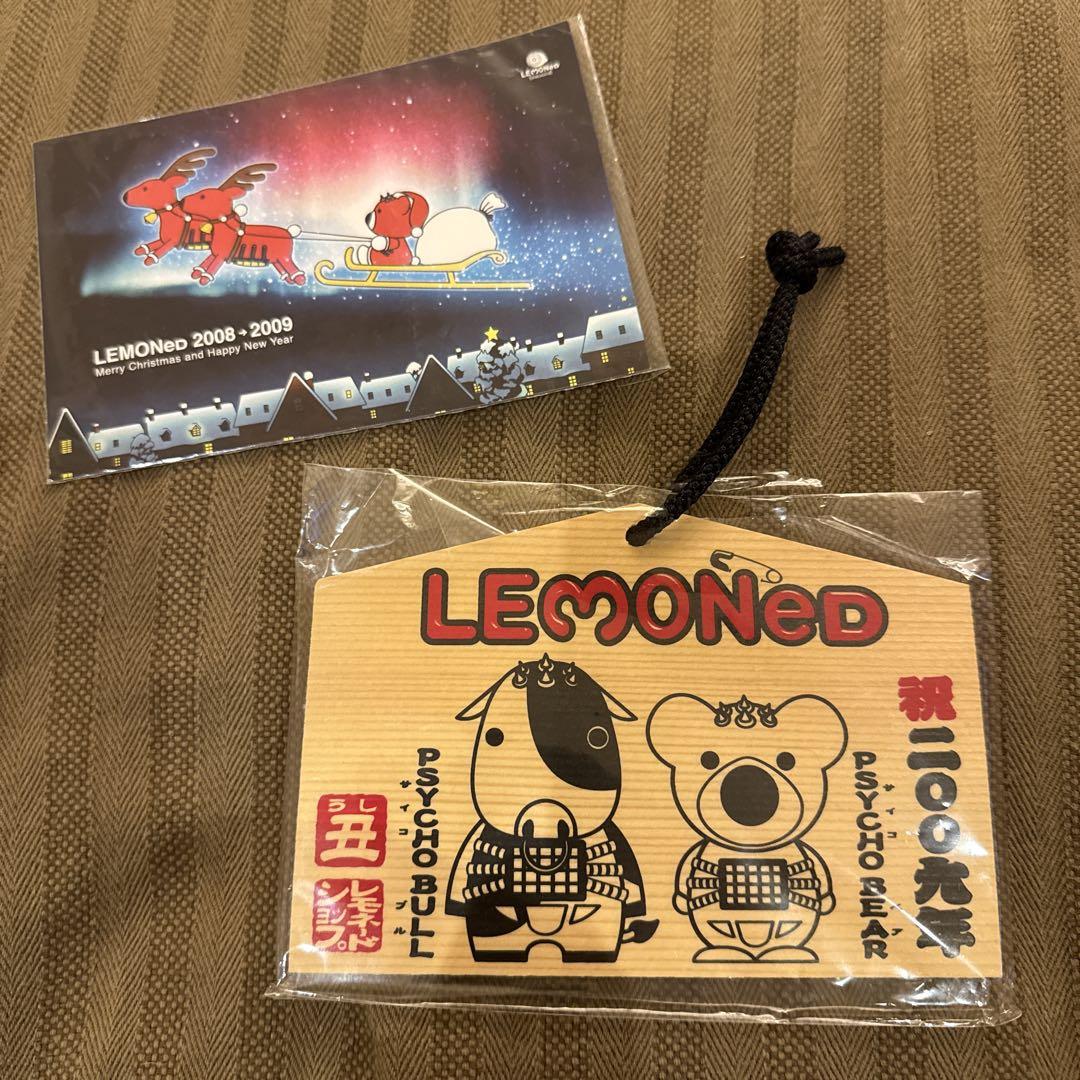 LEMONeD
LEMONeD 2008→2009
Merry Christmas and Happy New Year
LEMONeD
祝二〇〇九年
PSYCHO BEAR
サイコ ベア
PSYCHO BULL
サイコ ブル
うし
丑
レモネード
ショップ。